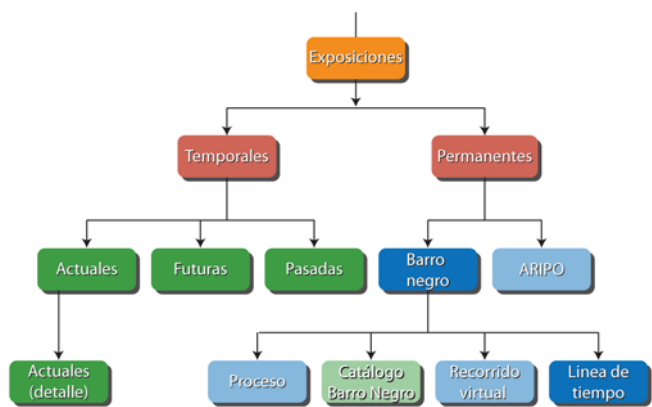 Exposiciones
Temporales
Permanentes
Actuales
Futuras
Pasadas
Barro
negro
ARIPO
Actuales
(detalle)
Proceso
Catálogo
Barro Negro
Recorrido
virtual
Linea de
tiempo